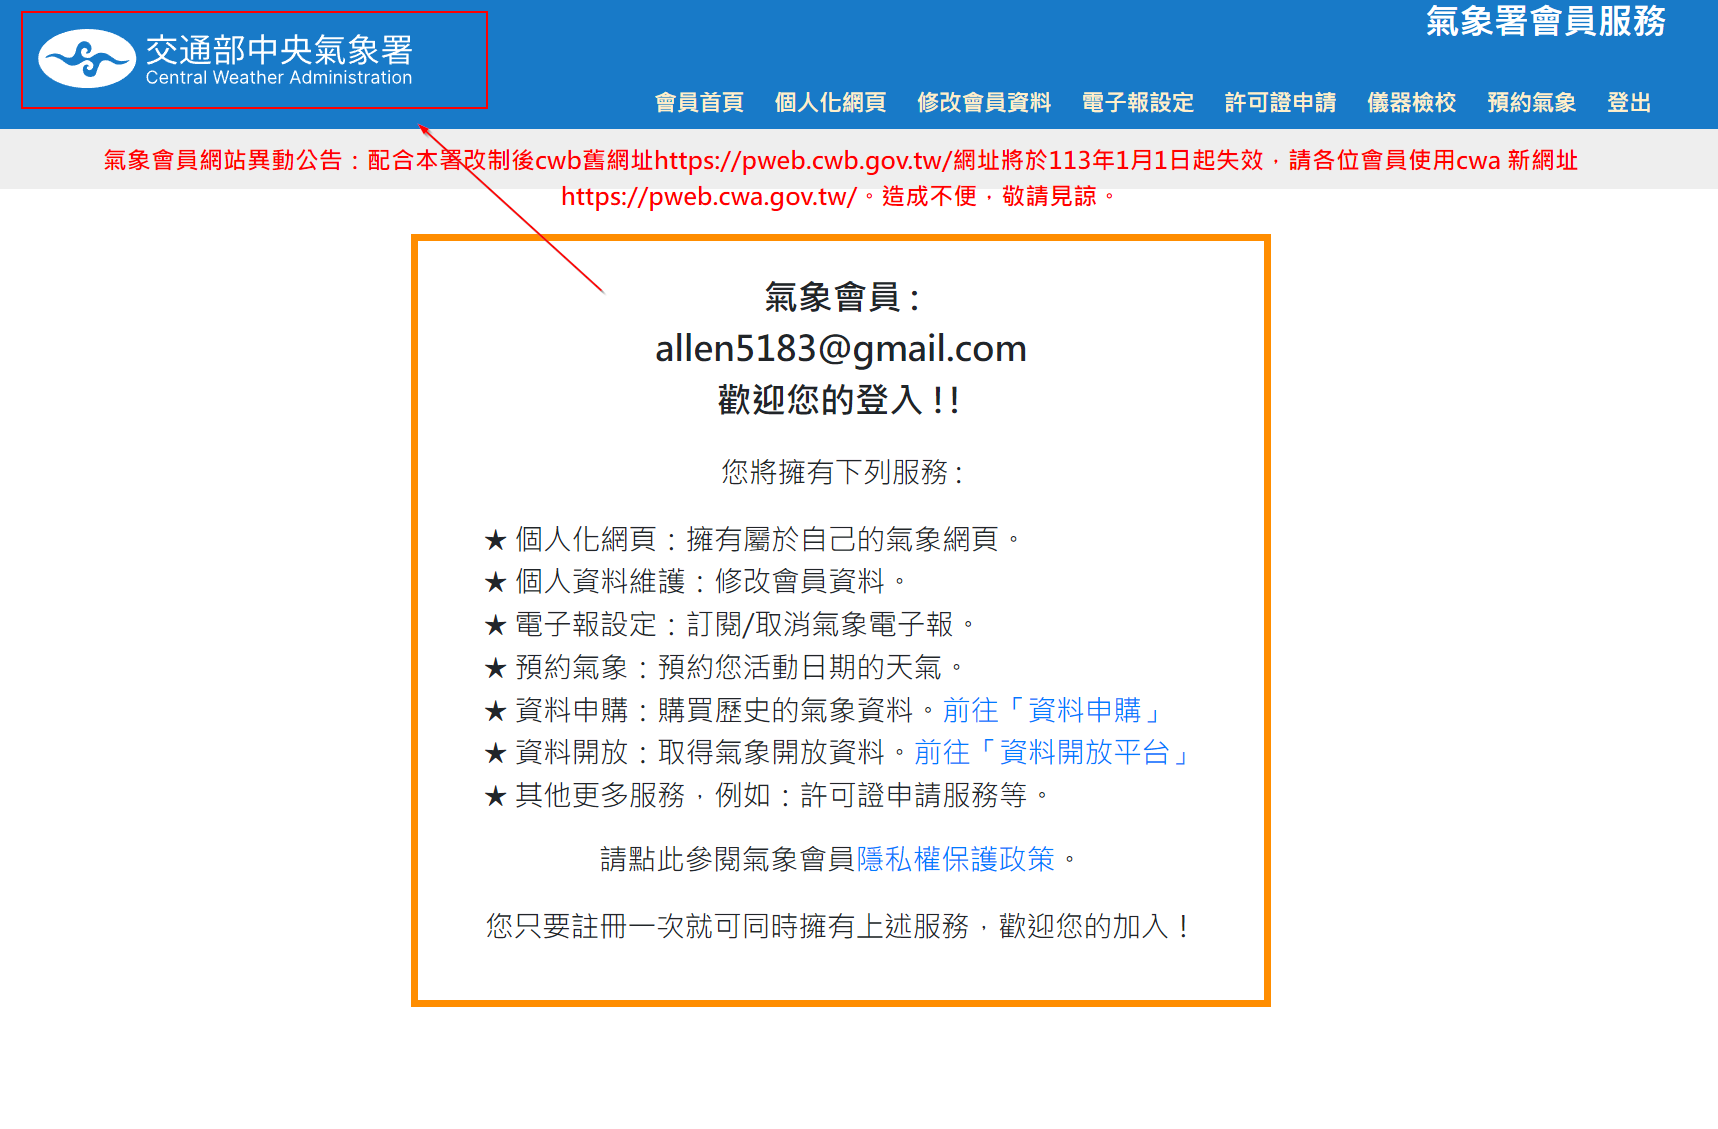 交通部中央氣象署
Central Weather Administration
氣象署會員服務
會員首頁 個人化網頁 修改會員資料 電子報設定 許可證申請 儀器檢校 預約氣象 登出
氣象會員網站異動公告：配合本署改制後cwb舊網址https://pweb.cwb.gov.tw/網址將於113年1月1日起失效，請各位會員使用cwa 新網址
https://pweb.cwa.gov.tw/。造成不便，敬請見諒。
氣象會員：
allen5183@gmail.com
歡迎您的登入！！
您將擁有下列服務：
★ 個人化網頁：擁有屬於自己的氣象網頁。
★ 個人資料維護：修改會員資料。
★ 電子報設定：訂閱/取消氣象電子報。
★ 預約氣象：預約您活動日期的天氣。
★ 資料申購：購買歷史的氣象資料。前往「資料申購」
★ 資料開放：取得氣象開放資料。前往「資料開放平台」
★ 其他更多服務，例如：許可證申請服務等。
請點此參閱氣象會員隱私權保護政策。
您只要註冊一次就可同時擁有上述服務，歡迎您的加入！